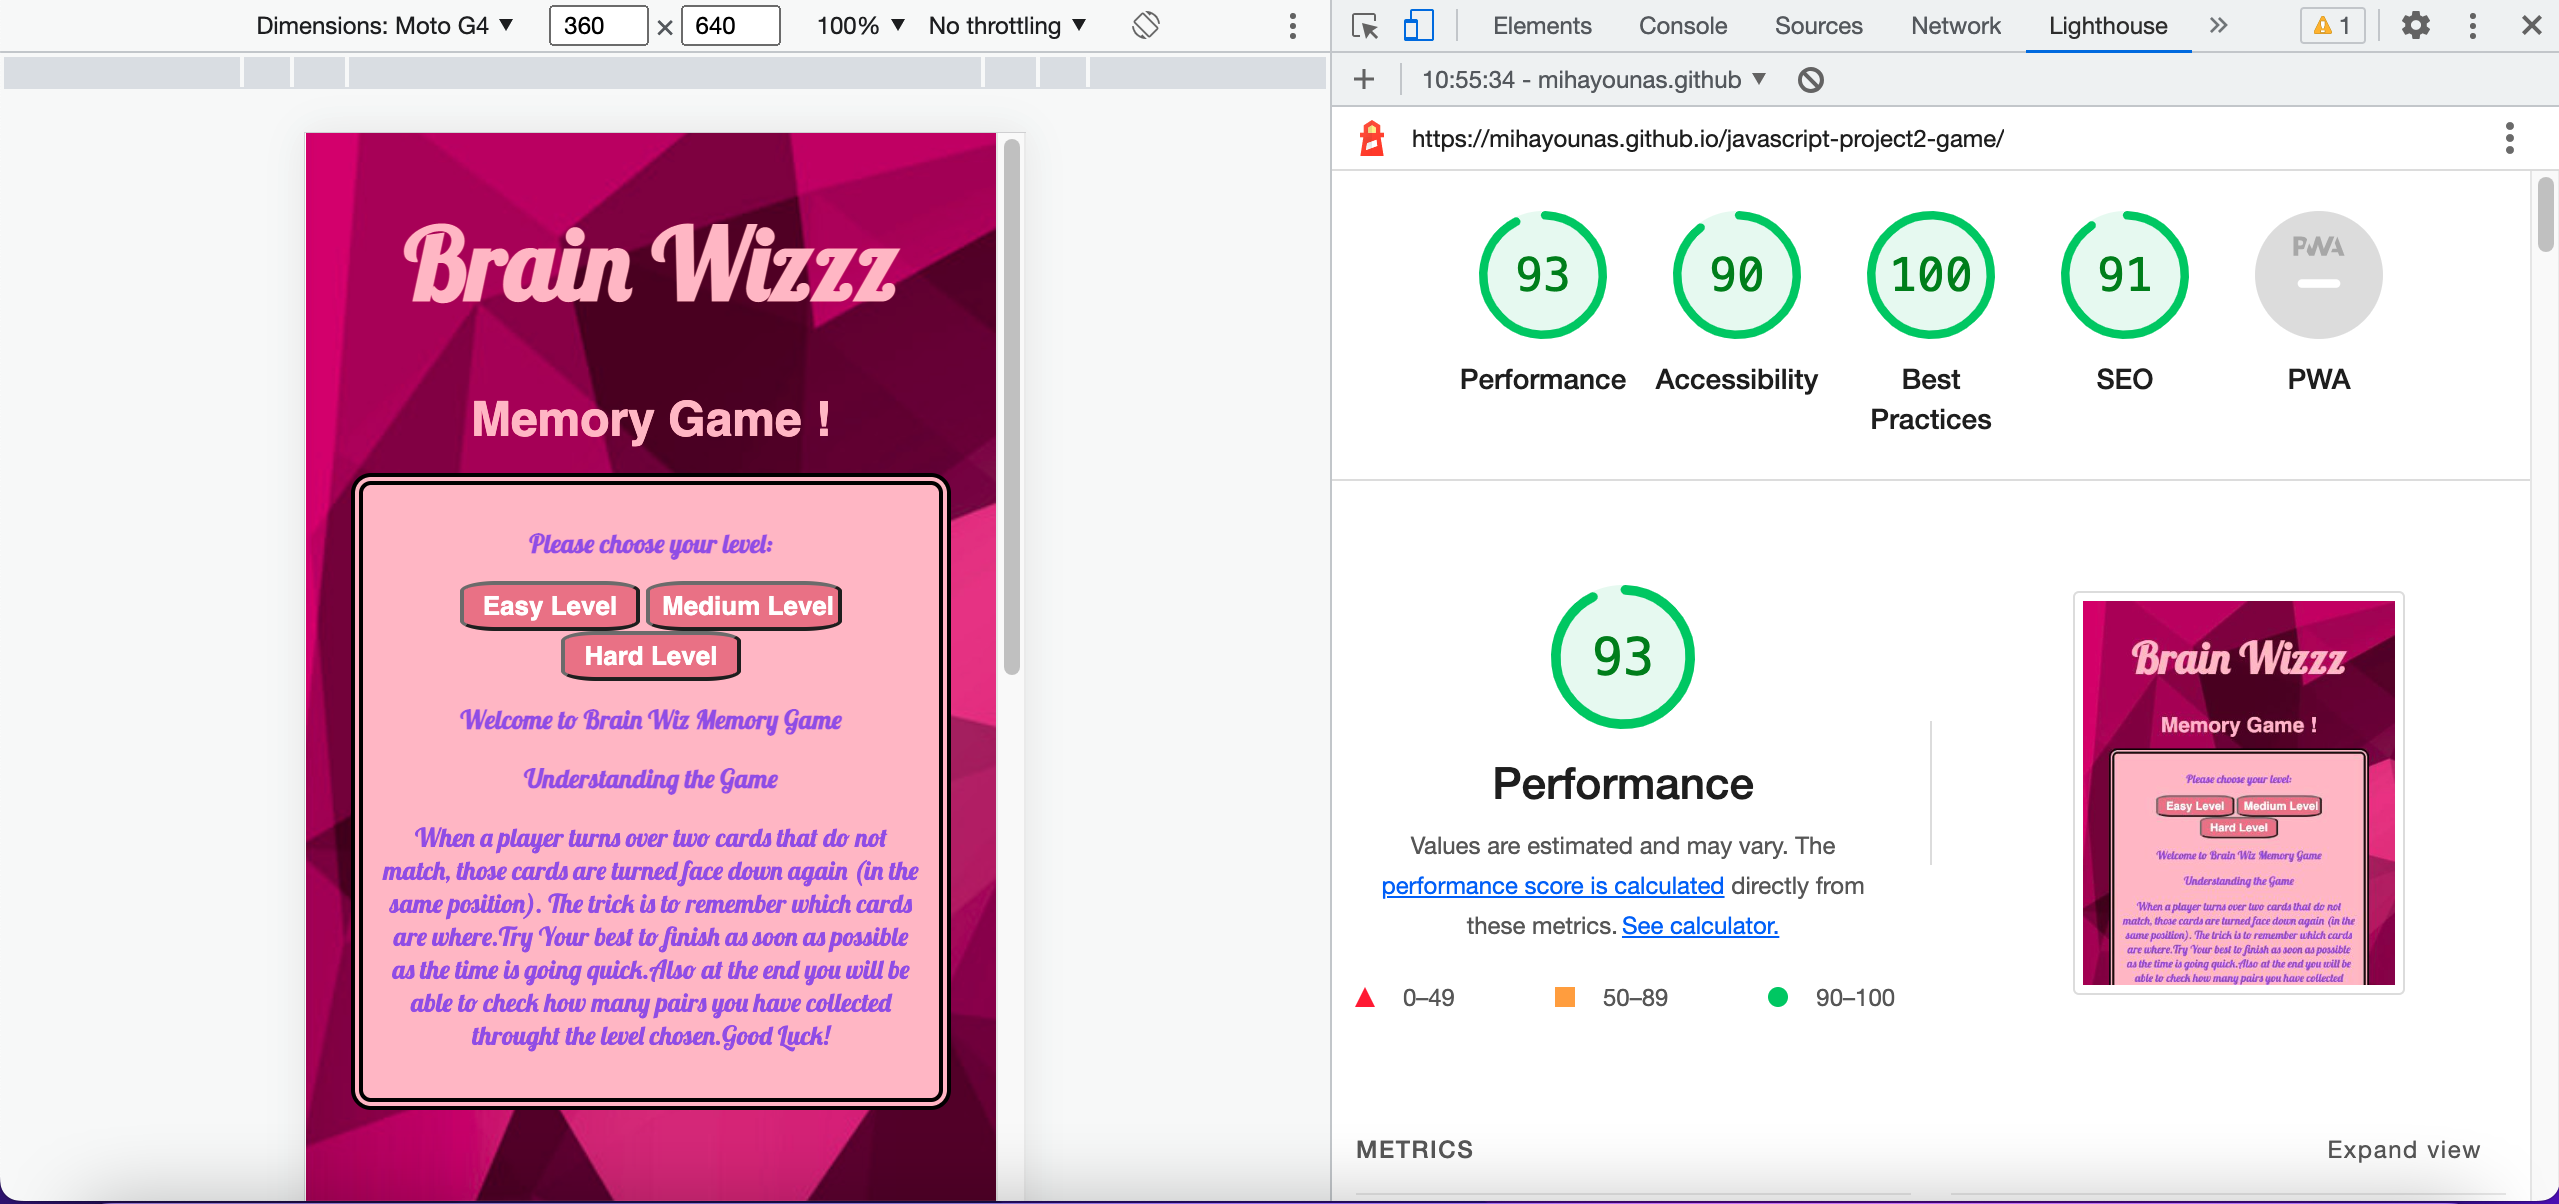 Dimensions: Moto G4 ▼ 360 × 640 100% ▼ No throttling ▼
Elements Console Sources Network Lighthouse » 1
+ 10:55:34 - mihayounas.github ▼
https://mihayounas.github.io/javascript-project2-game/
Brain Wizzz
Memory Game !
Please choose your level:
Easy Level Medium Level
Hard Level
Welcome to Brain Wiz Memory Game
Understanding the Game
When a player turns over two cards that do not
match, those cards are turned face down again (in the
same position). The trick is to remember which cards
are where.Try Your best to finish as soon as possible
as the time is going quick.Also at the end you will be
able to check how many pairs you have collected
throught the level chosen.Good Luck!
93 90 100 91 PWA
Performance Accessibility Best Practices SEO PWA
93
Performance
Values are estimated and may vary. The
performance score is calculated directly from
these metrics. See calculator.
0–49 50–89 90–100
Brain Wizzz
Memory Game !
Please choose your level:
Easy Level Medium Level
Hard Level
Welcome to Brain Wiz Memory Game
Understanding the Game
When a player turns over two cards that do not
match, those cards are turned face down again (in the
same position). The trick is to remember which cards
are where.Try Your best to finish as soon as possible
as the time is going quick.Also at the end you will be
able to check how many pairs you have collected
METRICS Expand view